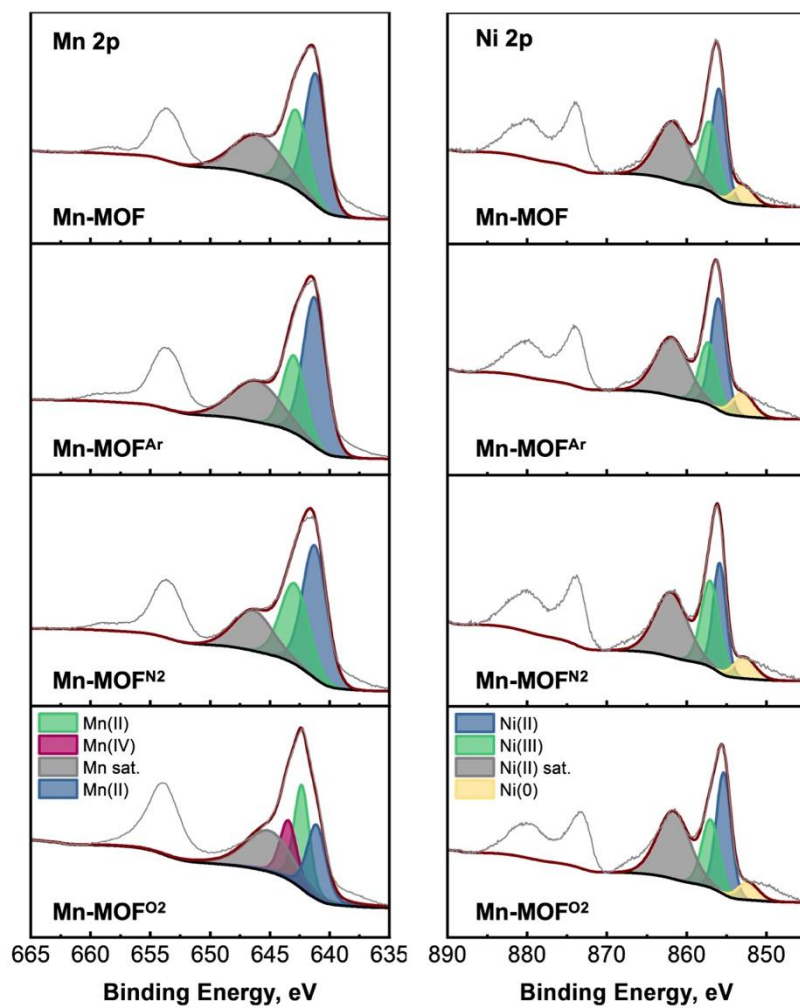 Mn 2p
Mn-MOF
Mn-MOFAr
Mn-MOFN2
Mn(II)
Mn(IV)
Mn sat.
Mn(II)
Mn-MOFO2
665 660 655 650 645 640 635
Binding Energy, eV
Ni 2p
Mn-MOF
Mn-MOFAr
Mn-MOFN2
Ni(II)
Ni(III)
Ni(II) sat.
Ni(0)
Mn-MOFO2
890 880 870 860 850
Binding Energy, eV